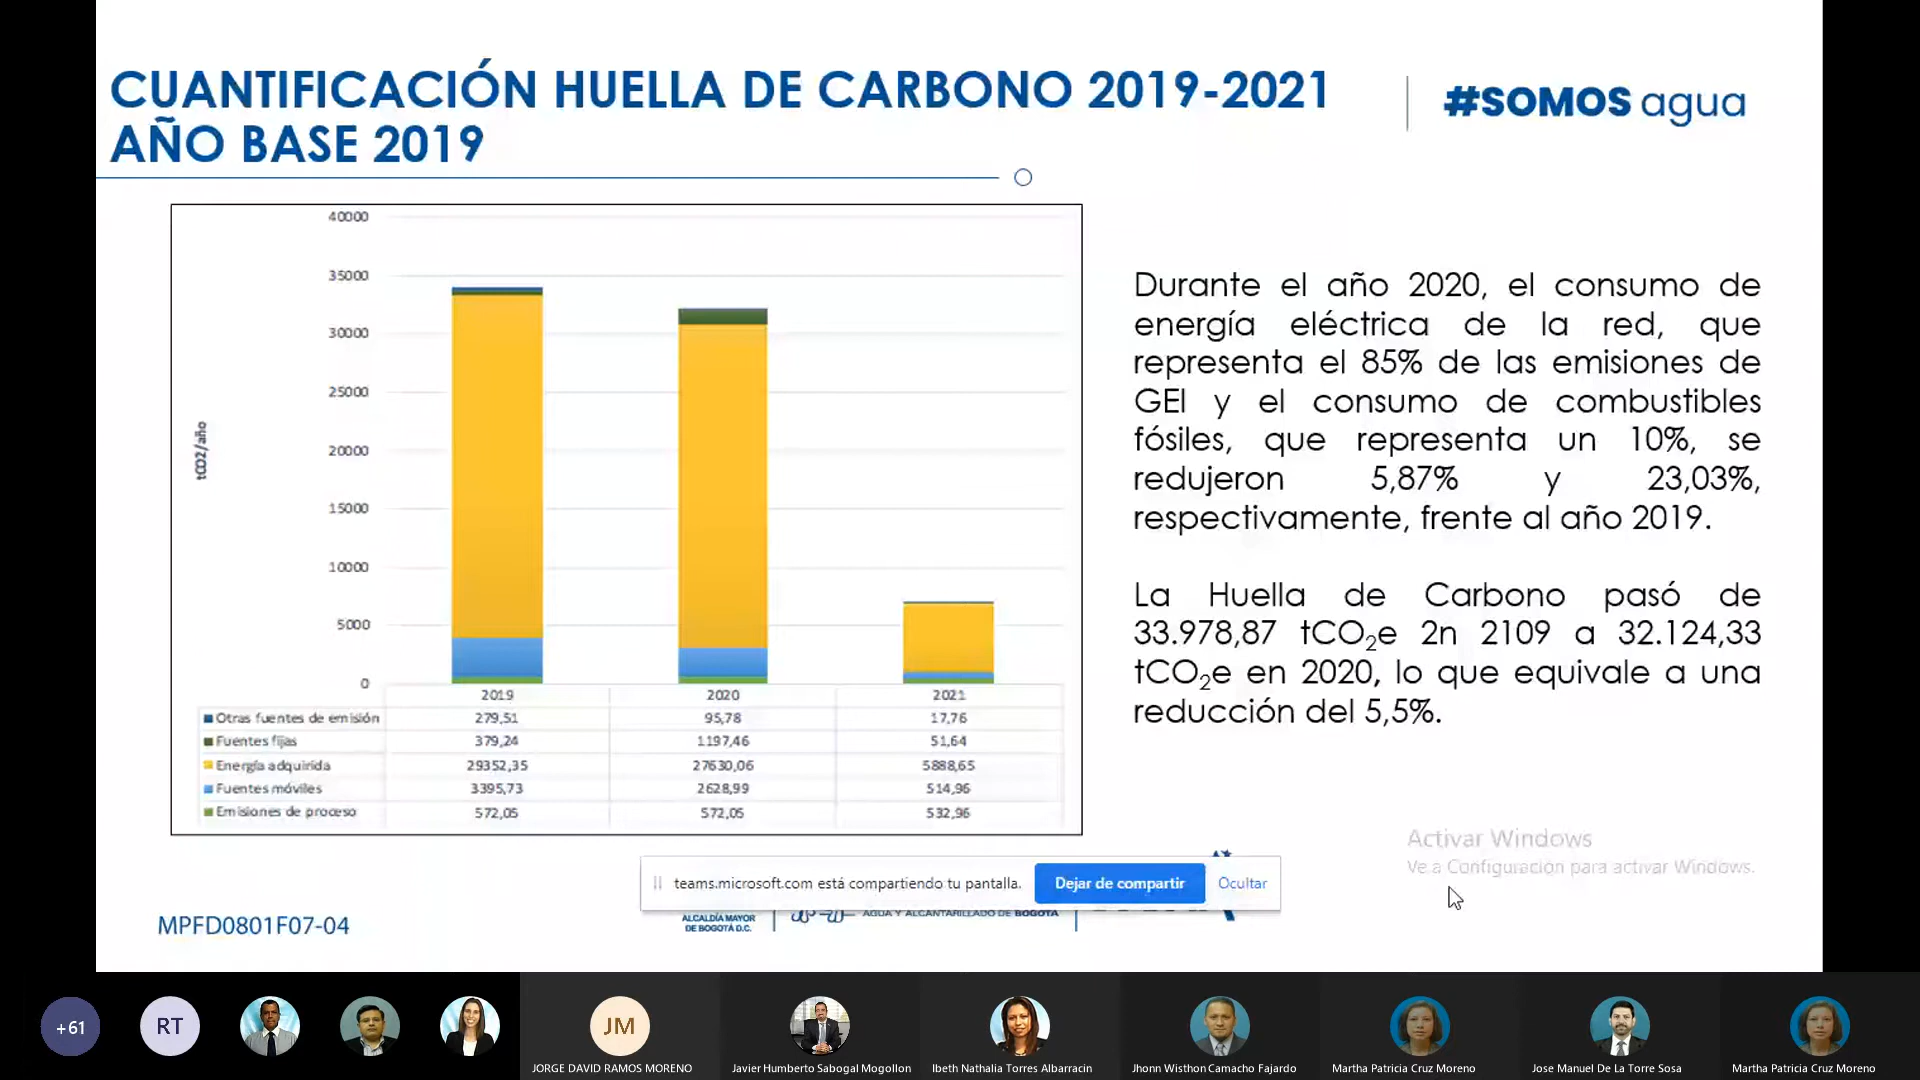 CUANTIFICACIÓN HUELLA DE CARBONO 2019-2021
AÑO BASE 2019
#SOMOS agua
40000
35000
30000
25000
20000
15000
10000
5000
0
tCO2/año
2019 2020 2021
Otras fuentes de emisión 279,51 95,78 17,76
Fuentes fijas 379,24 1197,46 51,64
Energía adquirida 29352,35 27630,06 5888,65
Fuentes móviles 3395,73 2628,99 514,96
Emisiones de proceso 572,05 572,05 532,96
Durante el año 2020, el consumo de
energía eléctrica de la red, que
representa el 85% de las emisiones de
GEI y el consumo de combustibles
fósiles, que representa un 10%, se
redujeron 5,87% y 23,03%,
respectivamente, frente al año 2019.
La Huella de Carbono pasó de
33.978,87 tCO₂e 2n 2109 a 32.124,33
tCO₂e en 2020, lo que equivale a una
reducción del 5,5%.
Activar Windows
Ve a Configuración para activar Windows.
teams.microsoft.com está compartiendo tu pantalla.
Dejar de compartir
Ocultar
MPFD0801F07-04
ALCALDÍA MAYOR
DE BOGOTÁ D.C.
AGUA Y ALCANTARILLADO DE BOGOTÁ
+61
RT
JM
JORGE DAVID RAMOS MORENO
Javier Humberto Sabogal Mogollon
Ibeth Nathalia Torres Albarracin
Jhonn Wisthon Camacho Fajardo
Martha Patricia Cruz Moreno
Jose Manuel De La Torre Sosa
Martha Patricia Cruz Moreno